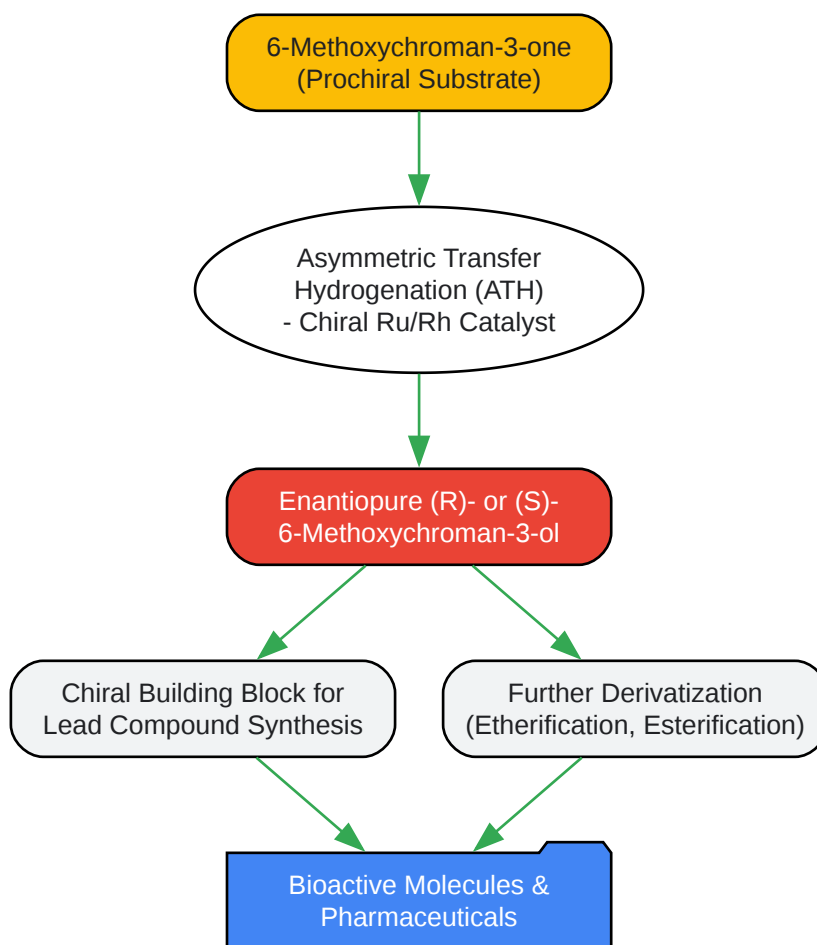 6-Methoxychroman-3-one
(Prochiral Substrate)
Asymmetric Transfer
Hydrogenation (ATH)
- Chiral Ru/Rh Catalyst
Enantiopure (R)- or (S)-
6-Methoxychroman-3-ol
Chiral Building Block for
Lead Compound Synthesis
Further Derivatization
(Etherification, Esterification)
Bioactive Molecules &
Pharmaceuticals